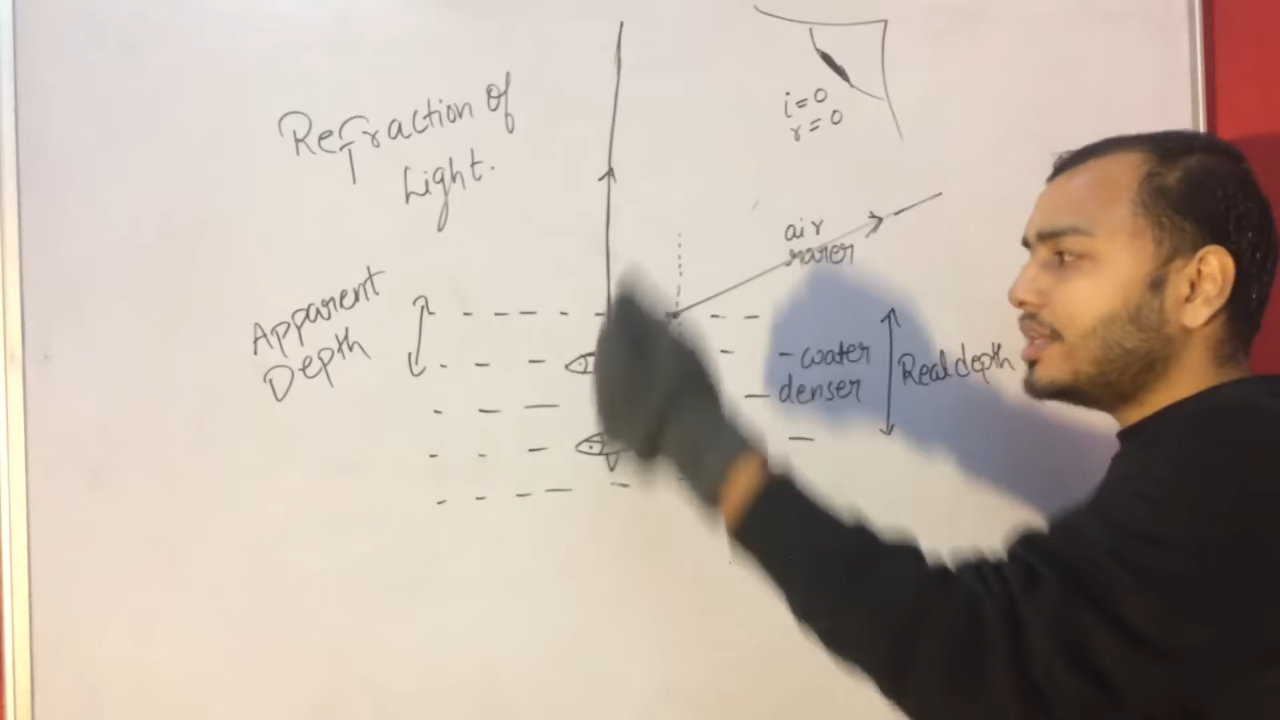 Refraction of
Light.
i=0
r=0
air
rarer
Apparent
Depth
water
denser
Real depth